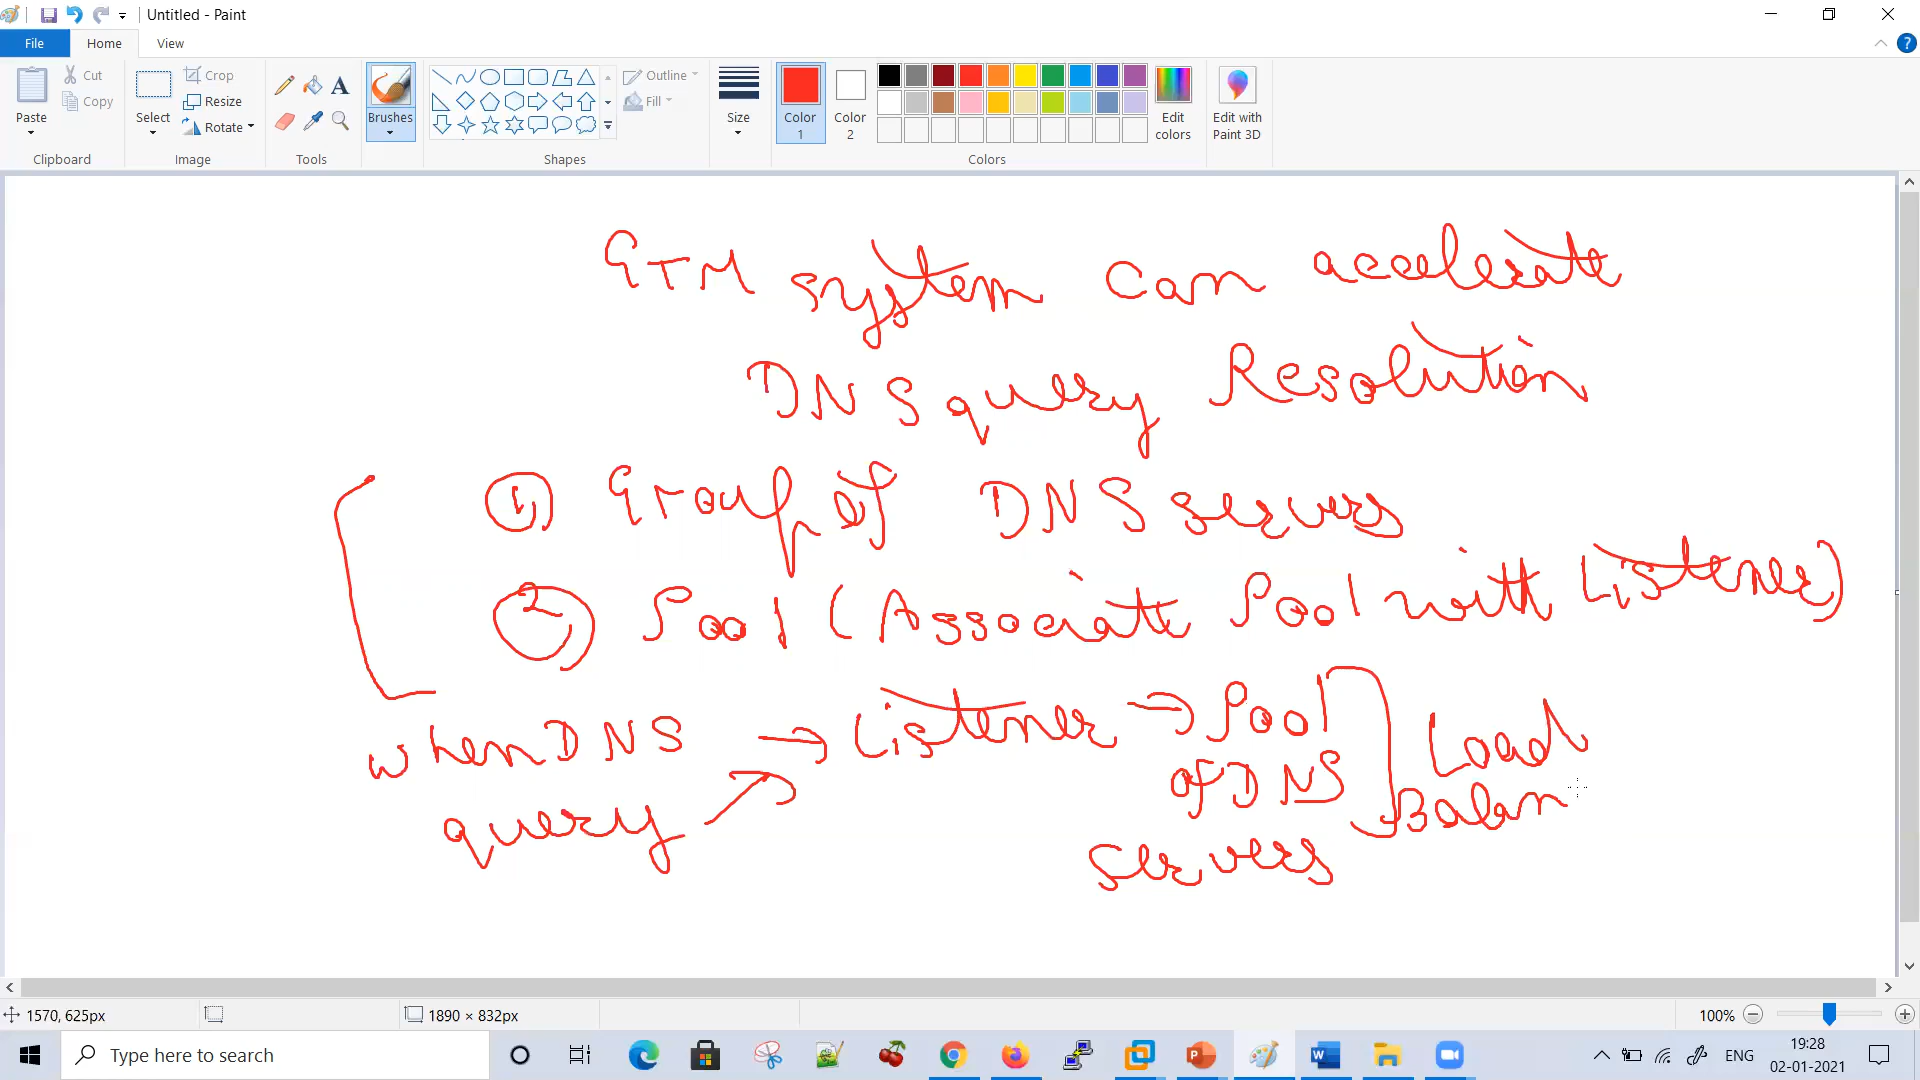 Untitled - Paint
File Home View
Paste Cut Copy Clipboard
Select Crop Resize Rotate Image
Tools
Brushes
Outline Fill Shapes
Size
Color 1 Color 2 Edit colors Colors
Edit with Paint 3D
GTM system can accelerate
DNS query Resolution
1) Group of DNS servers
2) Pool (Associate Pool with Listener)
when DNS → Listener → Pool Load
query of DNS Balan
servers
1570, 625px 1890 × 832px 100%
Type here to search ENG 19:28
02-01-2021